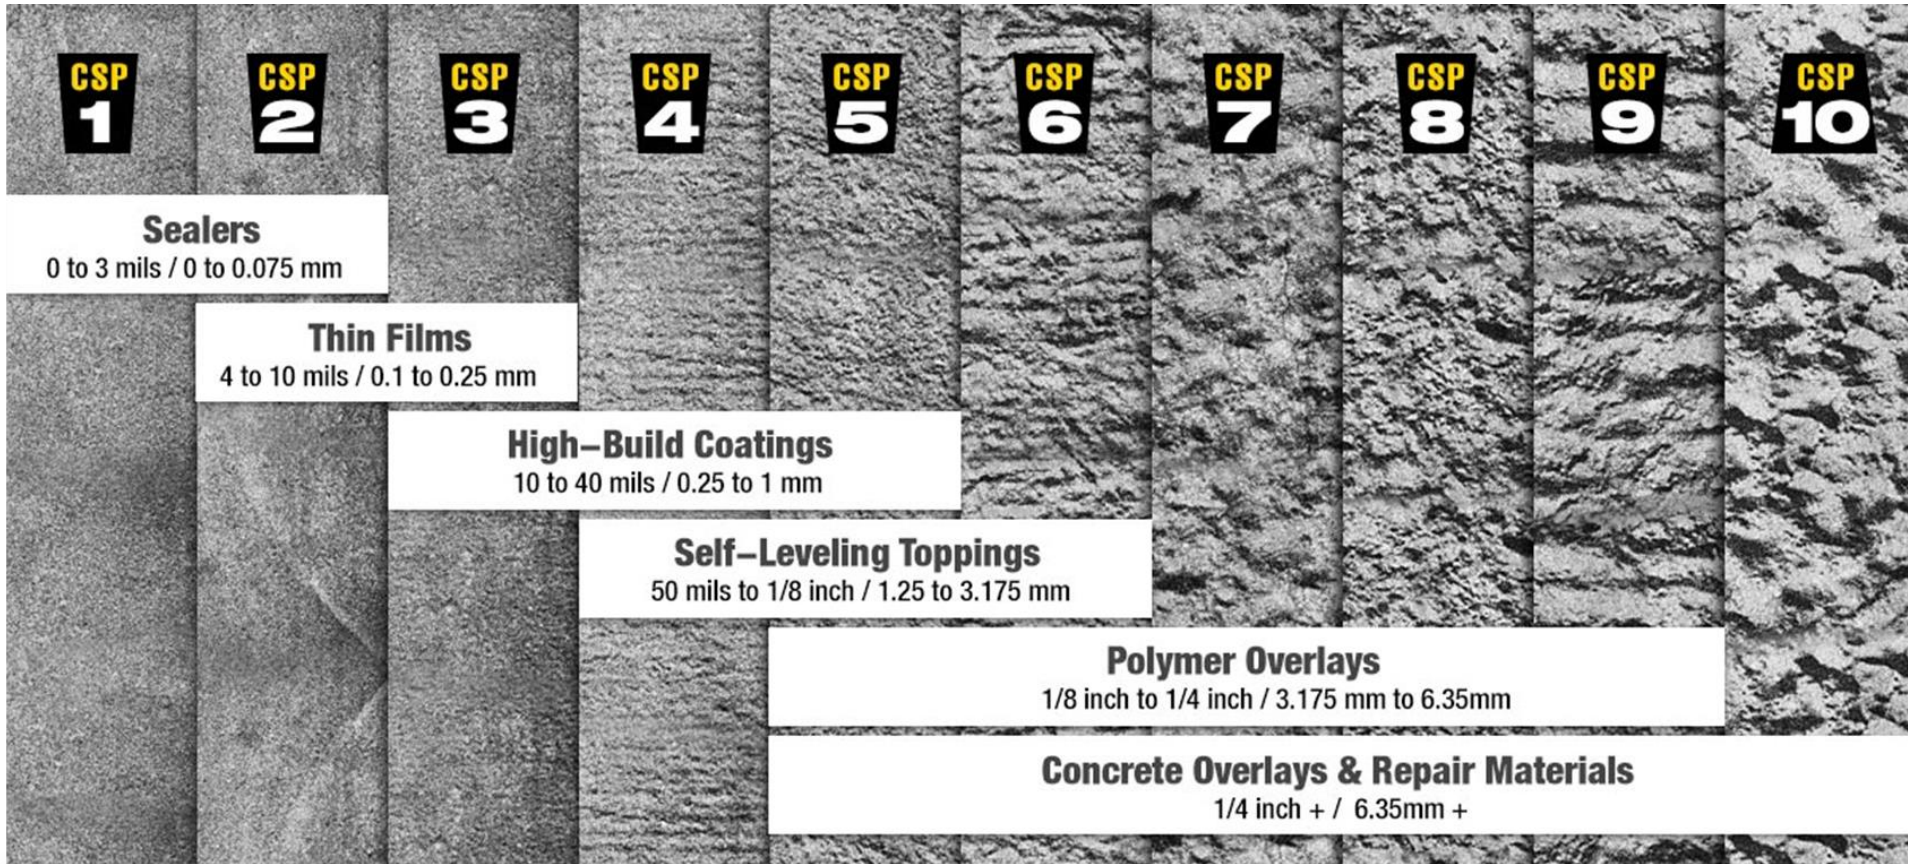 CSP
1
CSP
2
CSP
3
CSP
4
CSP
5
CSP
6
CSP
7
CSP
8
CSP
9
CSP
10
Sealers
0 to 3 mils / 0 to 0.075 mm
Thin Films
4 to 10 mils / 0.1 to 0.25 mm
High–Build Coatings
10 to 40 mils / 0.25 to 1 mm
Self–Leveling Toppings
50 mils to 1/8 inch / 1.25 to 3.175 mm
Polymer Overlays
1/8 inch to 1/4 inch / 3.175 mm to 6.35mm
Concrete Overlays & Repair Materials
1/4 inch + /  6.35mm +